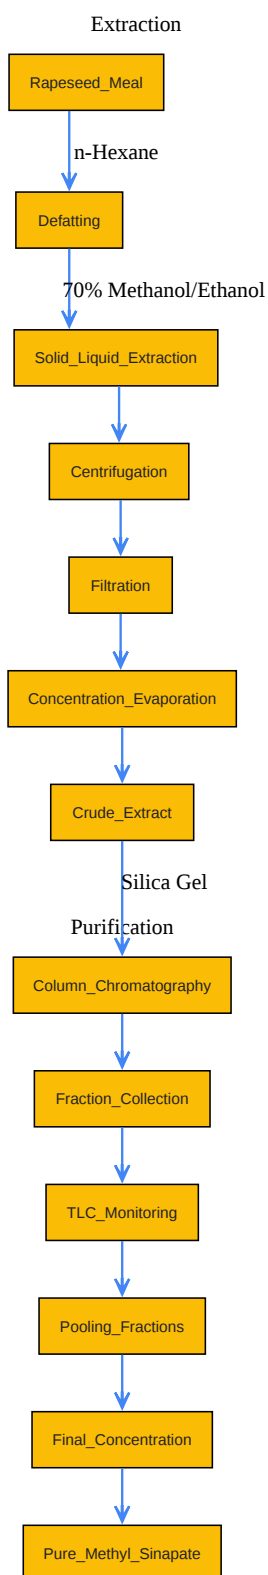 Extraction
Rapeseed_Meal
n-Hexane
Defatting
70% Methanol/Ethanol
Solid_Liquid_Extraction
Centrifugation
Filtration
Concentration_Evaporation
Crude_Extract
Silica Gel
Purification
Column_Chromatography
Fraction_Collection
TLC_Monitoring
Pooling_Fractions
Final_Concentration
Pure_Methyl_Sinapate